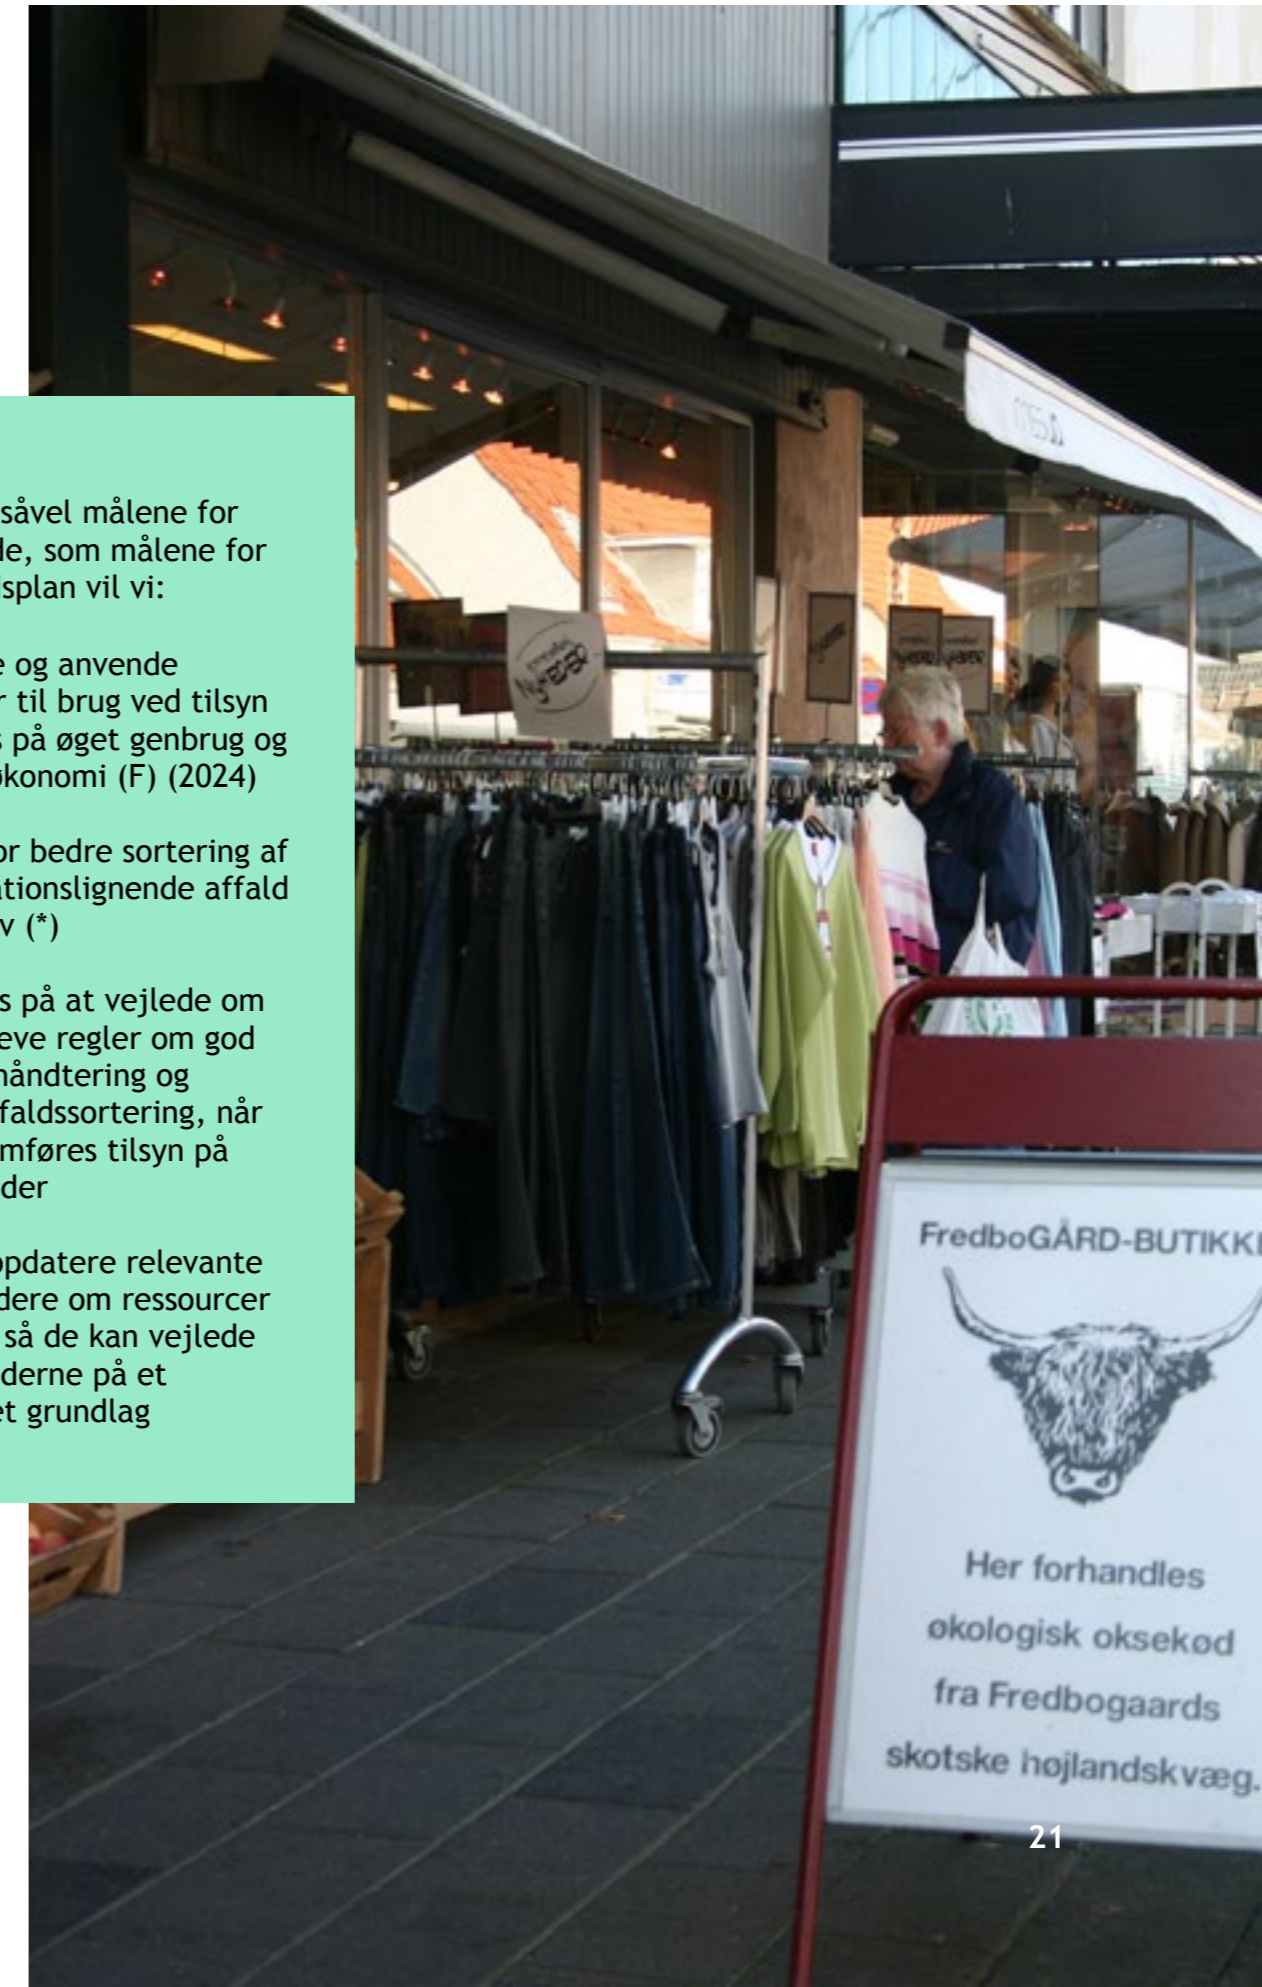 såvel målene for
de, som målene for
dsplan vil vi:
e og anvende
r til brug ved tilsyn
s på øget genbrug og
økonomi (F) (2024)
or bedre sortering af
ationslignende affald
v (*)
s på at vejlede om
eve regler om god
håndtering og
faldssortering, når
mføres tilsyn på
der
opdatere relevante
dere om ressourcer
så de kan vejlede
derne på et
et grundlag
FredboGÅRD-BUTIKKE
Her forhandles
økologisk oksekød
fra Fredbogaards
skotske højlandskvæg.
21